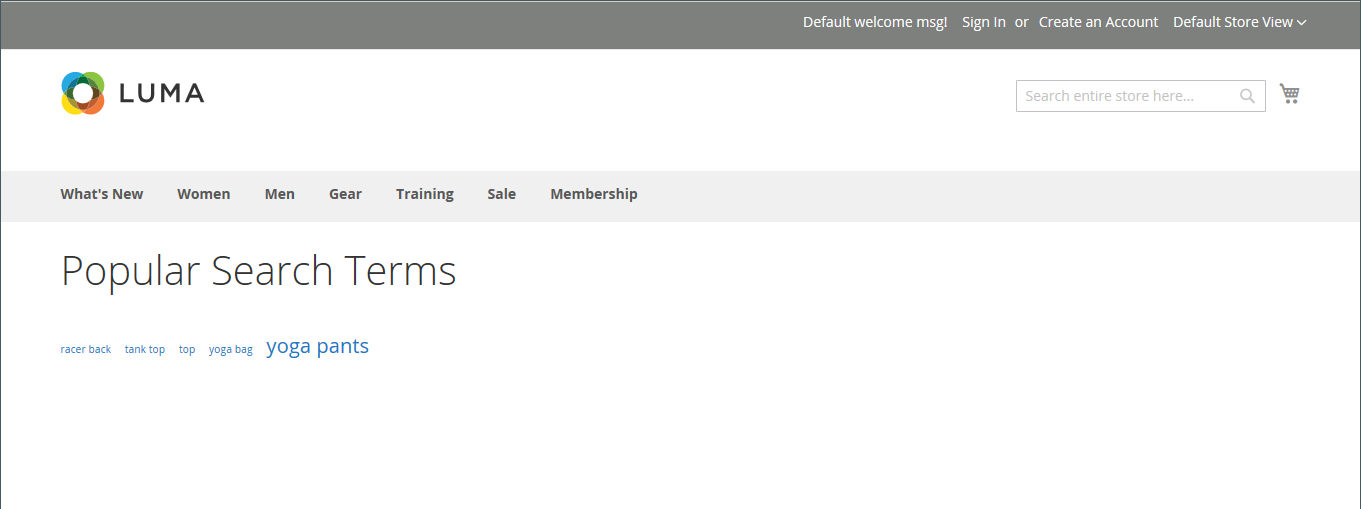 Default welcome msg! Sign In or Create an Account Default Store View
LUMA
Search entire store here...
What's New Women Men Gear Training Sale Membership
Popular Search Terms
racer back tank top top yoga bag yoga pants